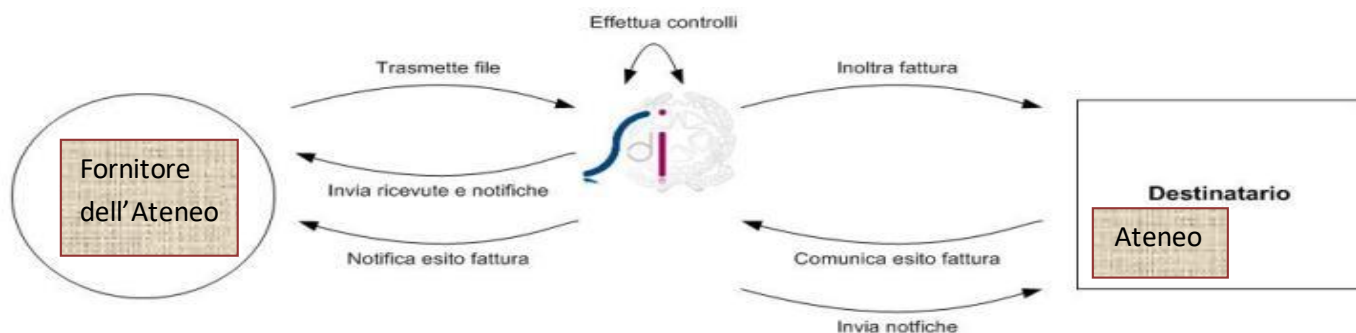 Effettua controlli
Trasmette file
Inoltra fattura
SdI
Fornitore
dell’Ateneo
Invia ricevute e notifiche
Destinatario
Ateneo
Notifica esito fattura
Comunica esito fattura
Invia notfiche